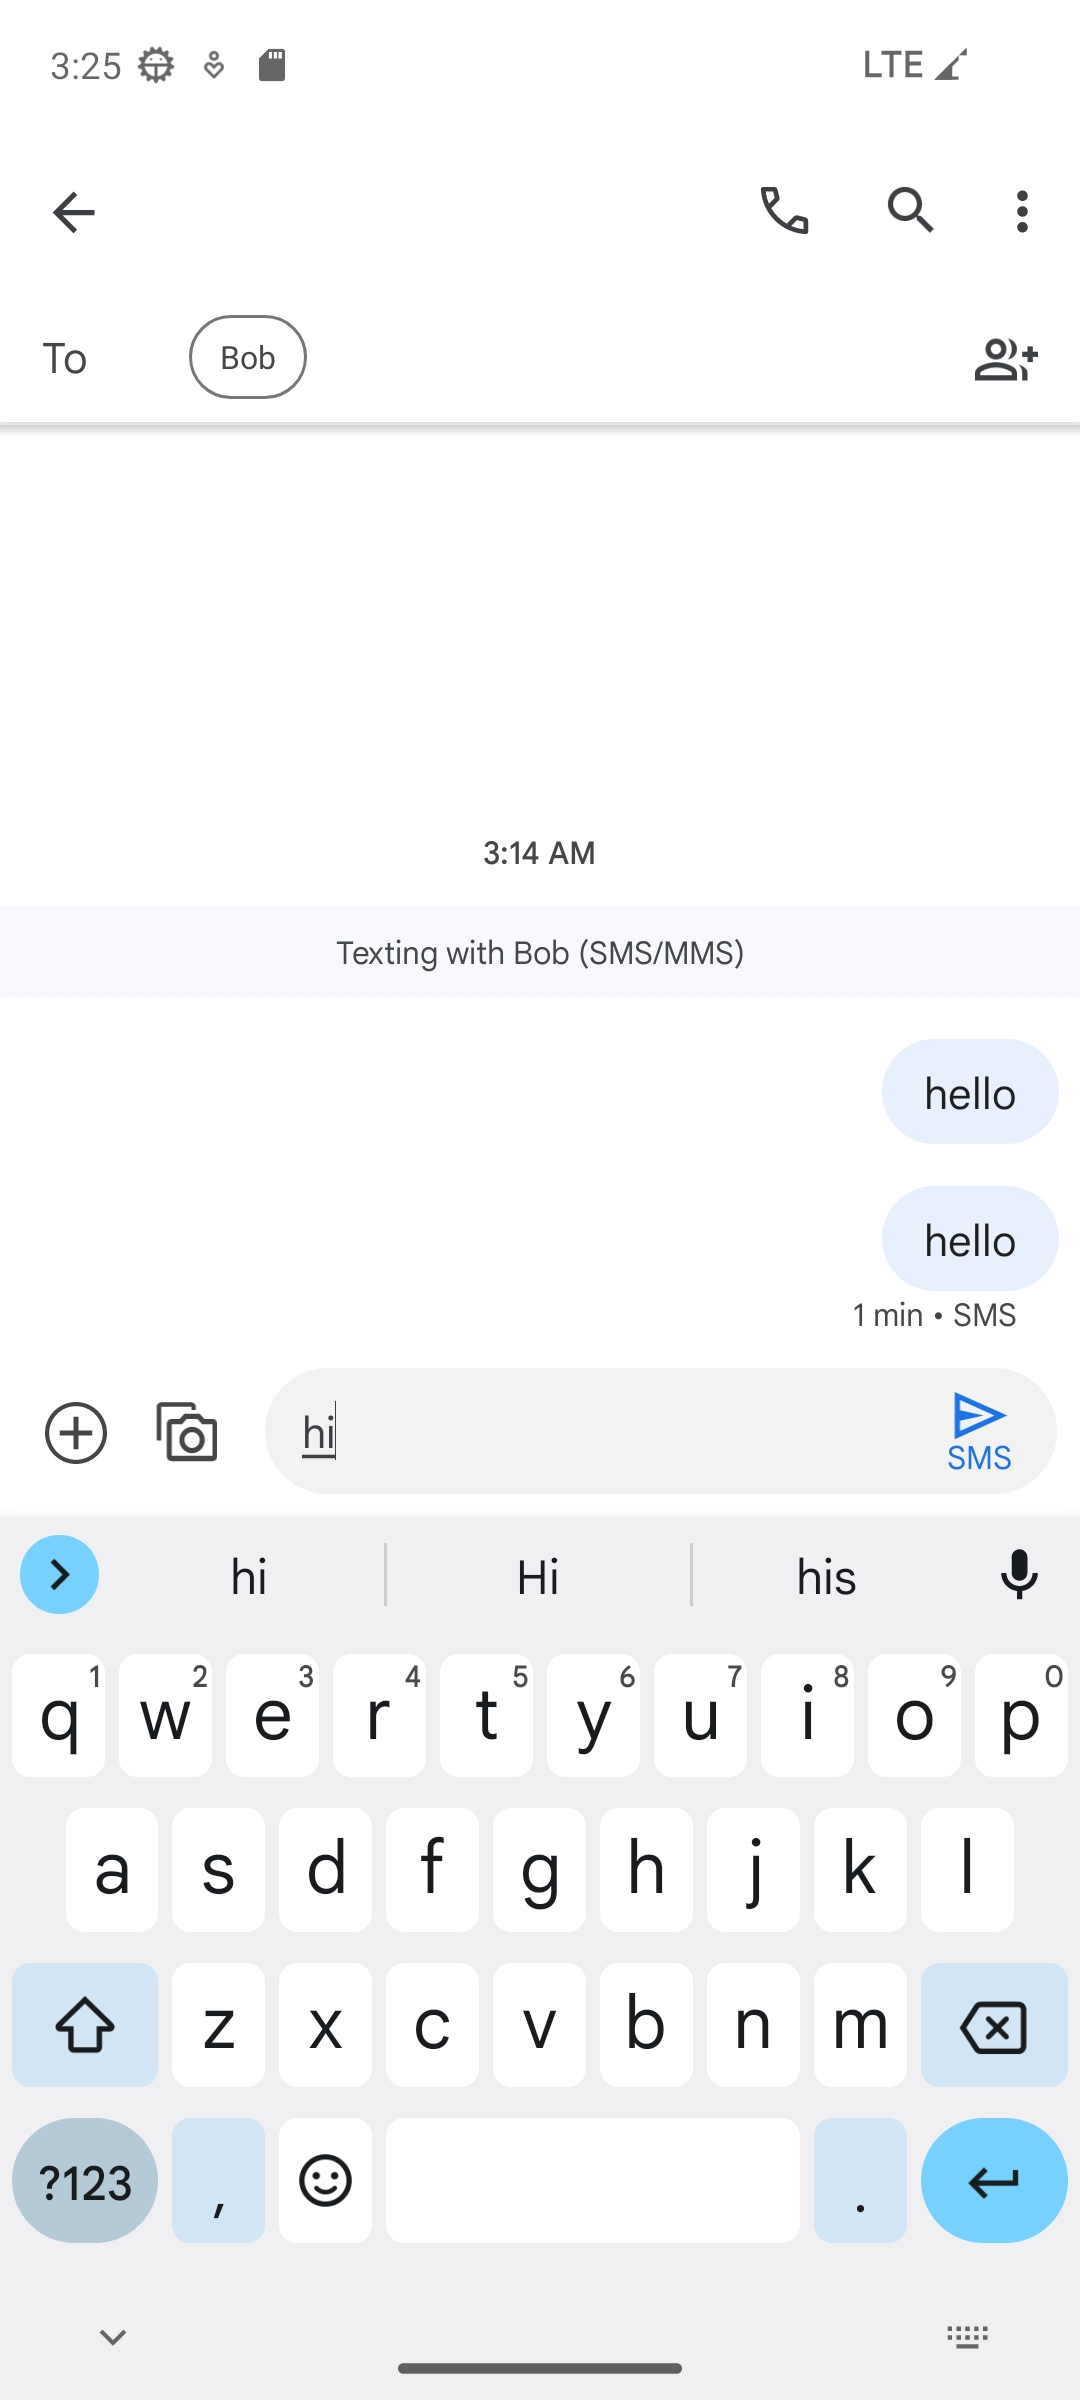 3:25 LTE
To Bob
3:14 AM
Texting with Bob (SMS/MMS)
hello
hello
1 min • SMS
hi
SMS
hi Hi his
1 2 3 4 5 6 7 8 9 0
q w e r t y u i o p
a s d f g h j k l
z x c v b n m
?123 , .